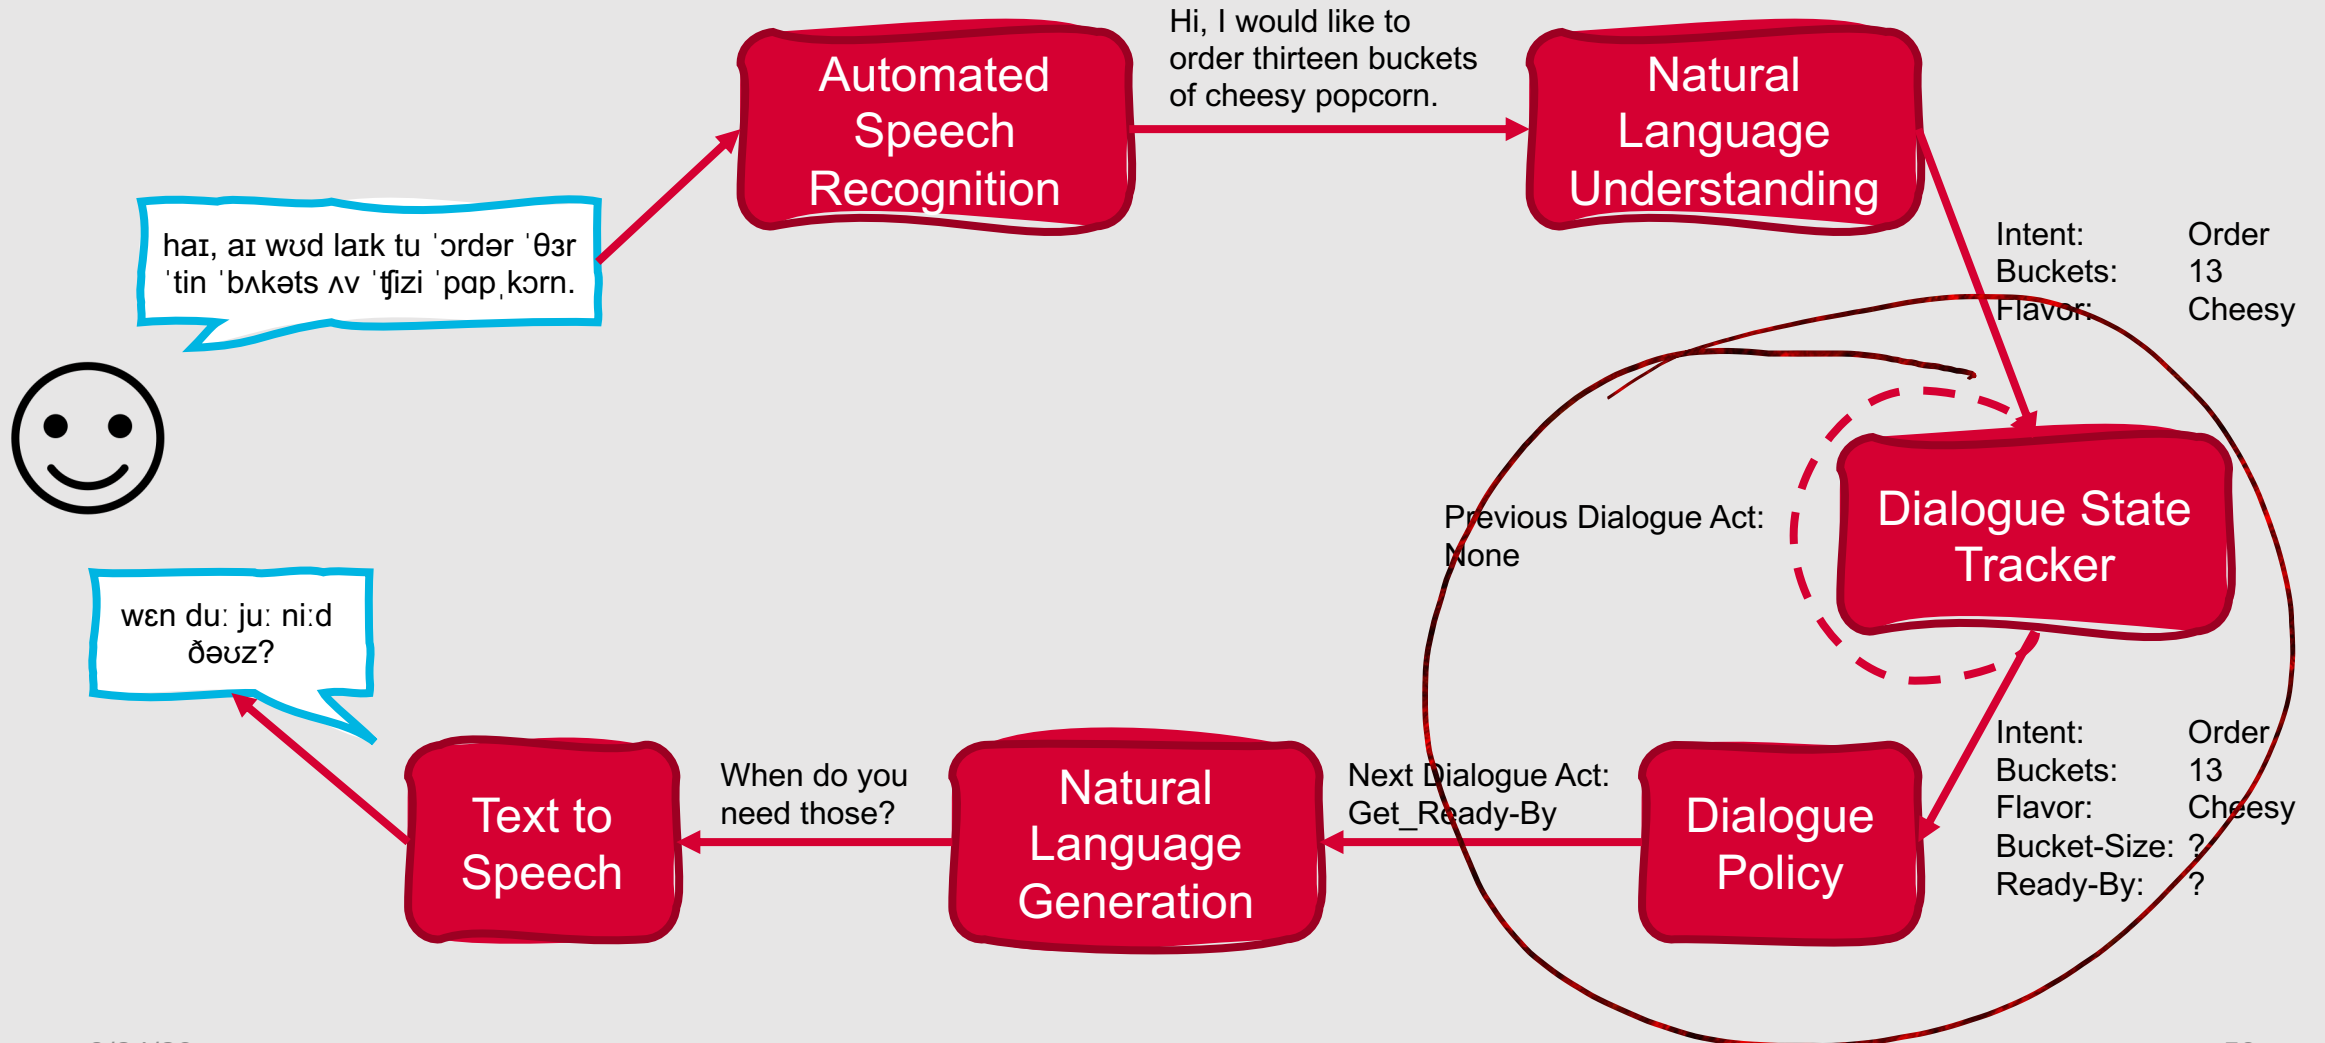 Hi, I would like to
order thirteen buckets
of cheesy popcorn.
Automated
Speech
Recognition
Natural
Language
Understanding
haɪ, aɪ wʊd laɪk tu ˈɔrdər ˈθɜr
ˈtin ˈbʌkəts ʌv ˈʧizi ˈpɑpˌkɔrn.
Intent: Order
Buckets: 13
Flavor: Cheesy
Previous Dialogue Act:
None
Dialogue State
Tracker
wɛn duː juː niːd
ðəʊz?
Intent: Order
Buckets: 13
Flavor: Cheesy
Bucket-Size: ?
Ready-By: ?
Dialogue
Policy
Next Dialogue Act:
Get_Ready-By
Natural
Language
Generation
When do you
need those?
Text to
Speech